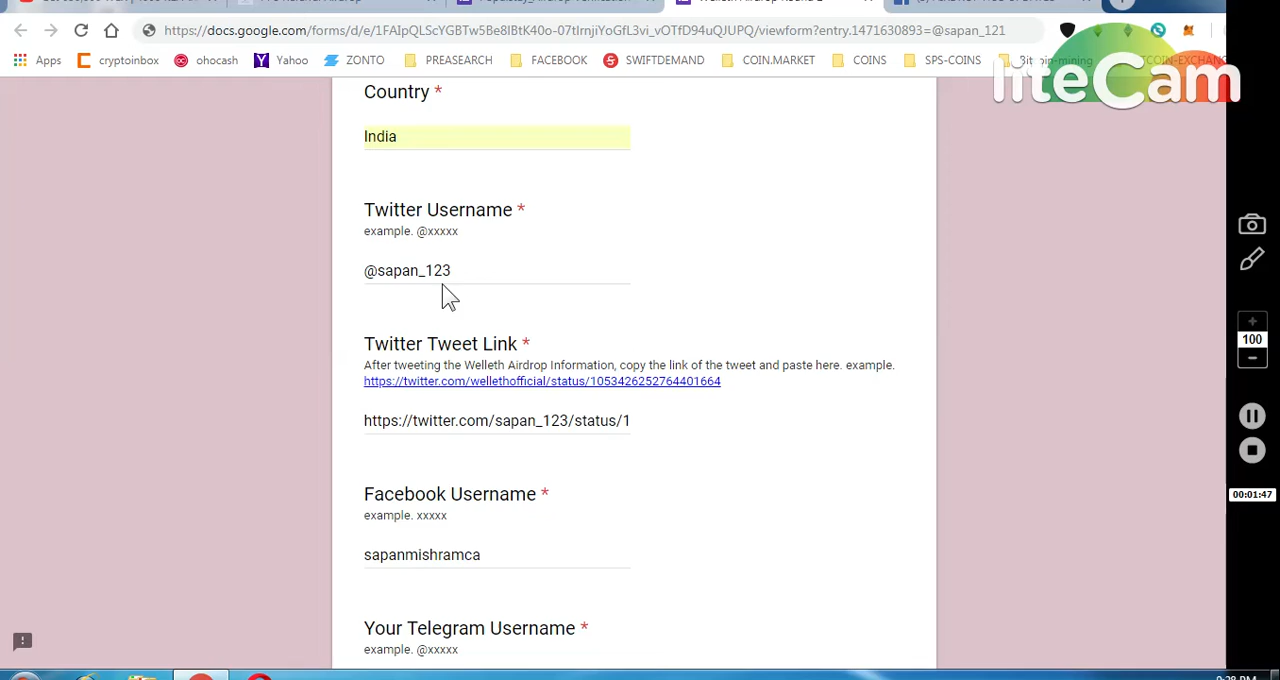 https://docs.google.com/forms/d/e/1FAIpQLScYGBTw5Be8IBtK40o-07tIrnjiYoGfL3vi_vOTfD94uQJUPQ/viewform?entry.1471630893=@sapan_121
Apps cryptoinbox ohocash Yahoo ZONTO PREASEARCH FACEBOOK SWIFTDEMAND COIN.MARKET COINS SPS-COINS
liteCam
Country *
India
Twitter Username *
example. @xxxxx
@sapan_123
Twitter Tweet Link *
After tweeting the Welleth Airdrop Information, copy the link of the tweet and paste here. example.
https://twitter.com/wellethofficial/status/1053426252764401664
https://twitter.com/sapan_123/status/1
Facebook Username *
example. xxxxx
sapanmishramca
Your Telegram Username *
example. @xxxxx
100
00:01:47